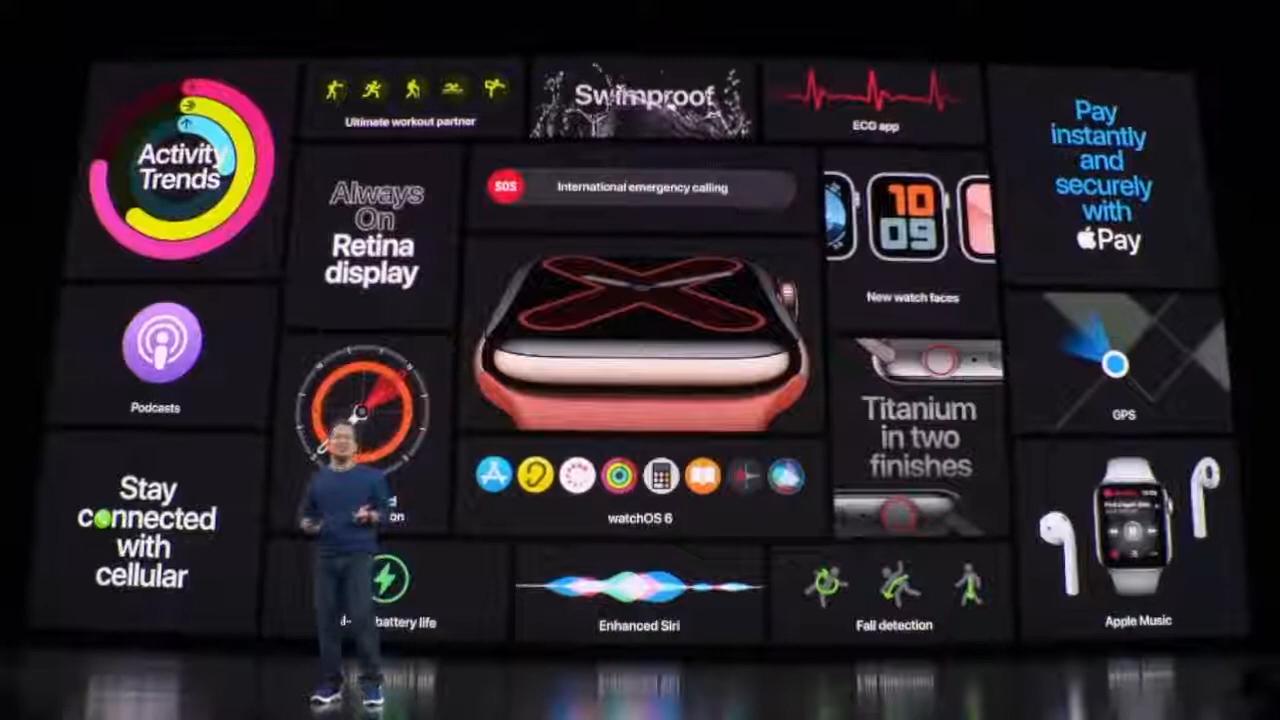 Activity
Trends
Ultimate workout partner
Swimproof
ECG app
Pay
instantly
and
securely
with
Pay
Always
On
Retina
display
SOS
International emergency calling
10
09
New watch faces
Podcasts
Titanium
in two
finishes
GPS
Stay
connected
with
cellular
on
watchOS 6
battery life
Enhanced Siri
Fall detection
Apple Music